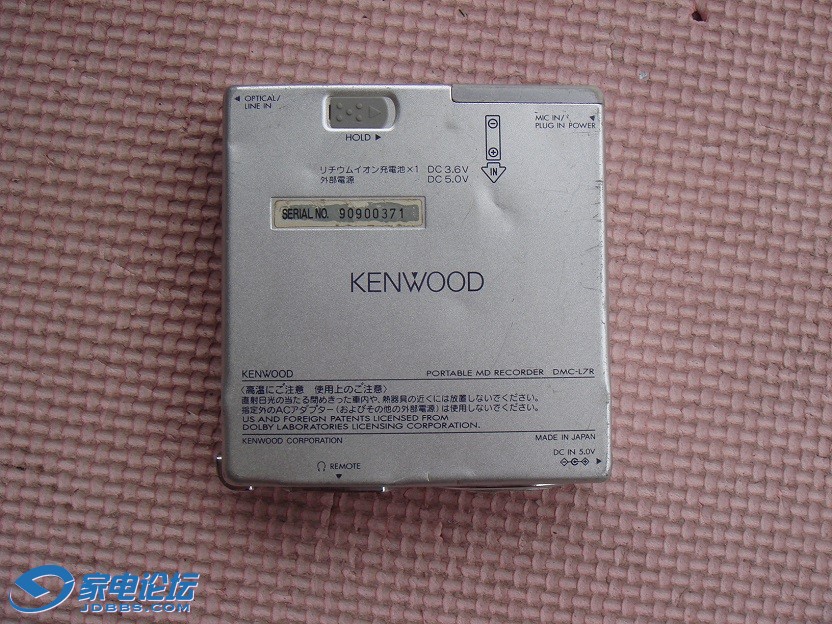 OPTICAL/
LINE IN
HOLD
MIC IN/
PLUG IN POWER
リチウムイオン充電池×1 DC 3.6V
外部電源 DC 5.0V
IN
SERIAL NO. 90900371
KENWOOD
KENWOOD PORTABLE MD RECORDER DMC-L7R
〈高温にご注意 使用上のご注意〉
直射日光の当たる閉めきった車内や、熱器具の近くには放置しないでください。
指定外のACアダプター(およびその他の外部電源)は使用しないでください。
US AND FOREIGN PATENTS LICENSED FROM
DOLBY LABORATORIES LICENSING CORPORATION.
KENWOOD CORPORATION MADE IN JAPAN
DC IN 5.0V
REMOTE
家电论坛
JDBBS.COM